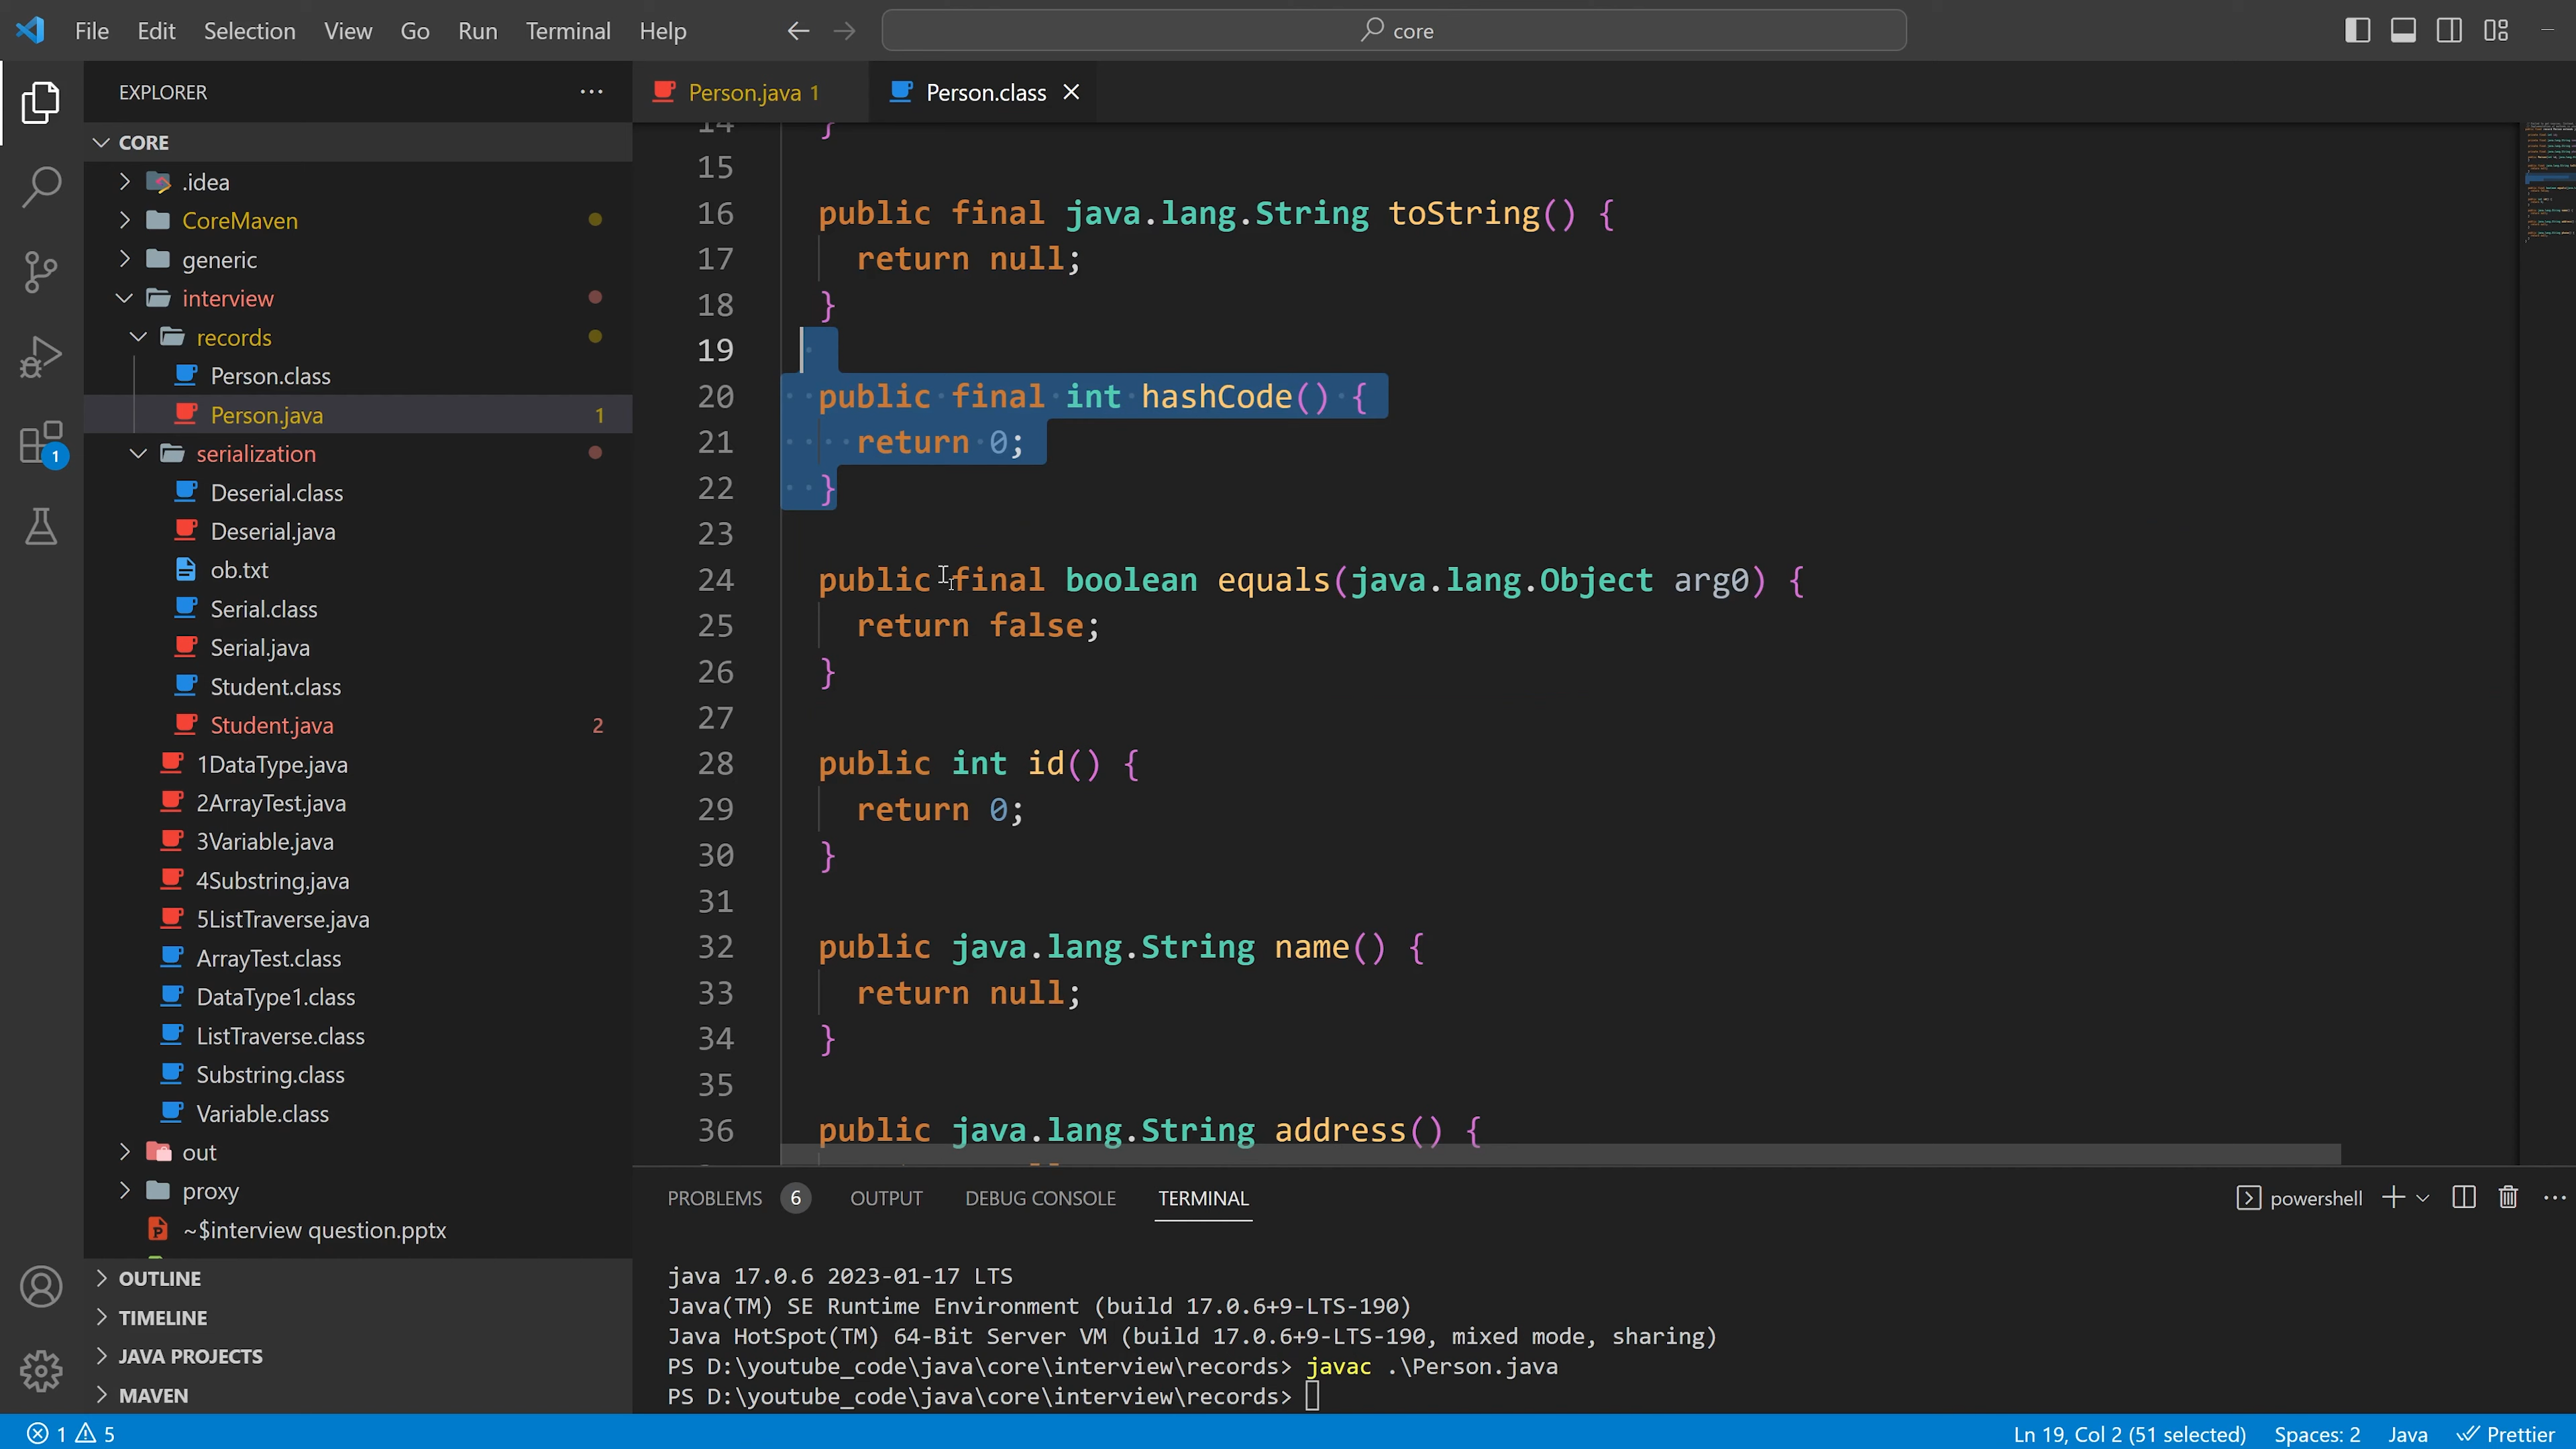 File Edit Selection View Go Run Terminal Help
core
EXPLORER
CORE
.idea
CoreMaven
generic
interview
records
Person.class
Person.java 1
serialization
Deserial.class
Deserial.java
ob.txt
Serial.class
Serial.java
Student.class
Student.java 2
1DataType.java
2ArrayTest.java
3Variable.java
4Substring.java
5ListTraverse.java
ArrayTest.class
DataType1.class
ListTraverse.class
Substring.class
Variable.class
out
proxy
~$interview question.pptx
OUTLINE
TIMELINE
JAVA PROJECTS
MAVEN
1
Person.java 1 Person.class
14 }
15
16 public final java.lang.String toString() {
17 return null;
18 }
19
20 public final int hashCode() {
21 return 0;
22 }
23
24 public final boolean equals(java.lang.Object arg0) {
25 return false;
26 }
27
28 public int id() {
29 return 0;
30 }
31
32 public java.lang.String name() {
33 return null;
34 }
35
36 public java.lang.String address() {
PROBLEMS 6 OUTPUT DEBUG CONSOLE TERMINAL
powershell
java 17.0.6 2023-01-17 LTS
Java(TM) SE Runtime Environment (build 17.0.6+9-LTS-190)
Java HotSpot(TM) 64-Bit Server VM (build 17.0.6+9-LTS-190, mixed mode, sharing)
PS D:\youtube_code\java\core\interview\records> javac .\Person.java
PS D:\youtube_code\java\core\interview\records>
1 5
Ln 19, Col 2 (51 selected) Spaces: 2 Java Prettier